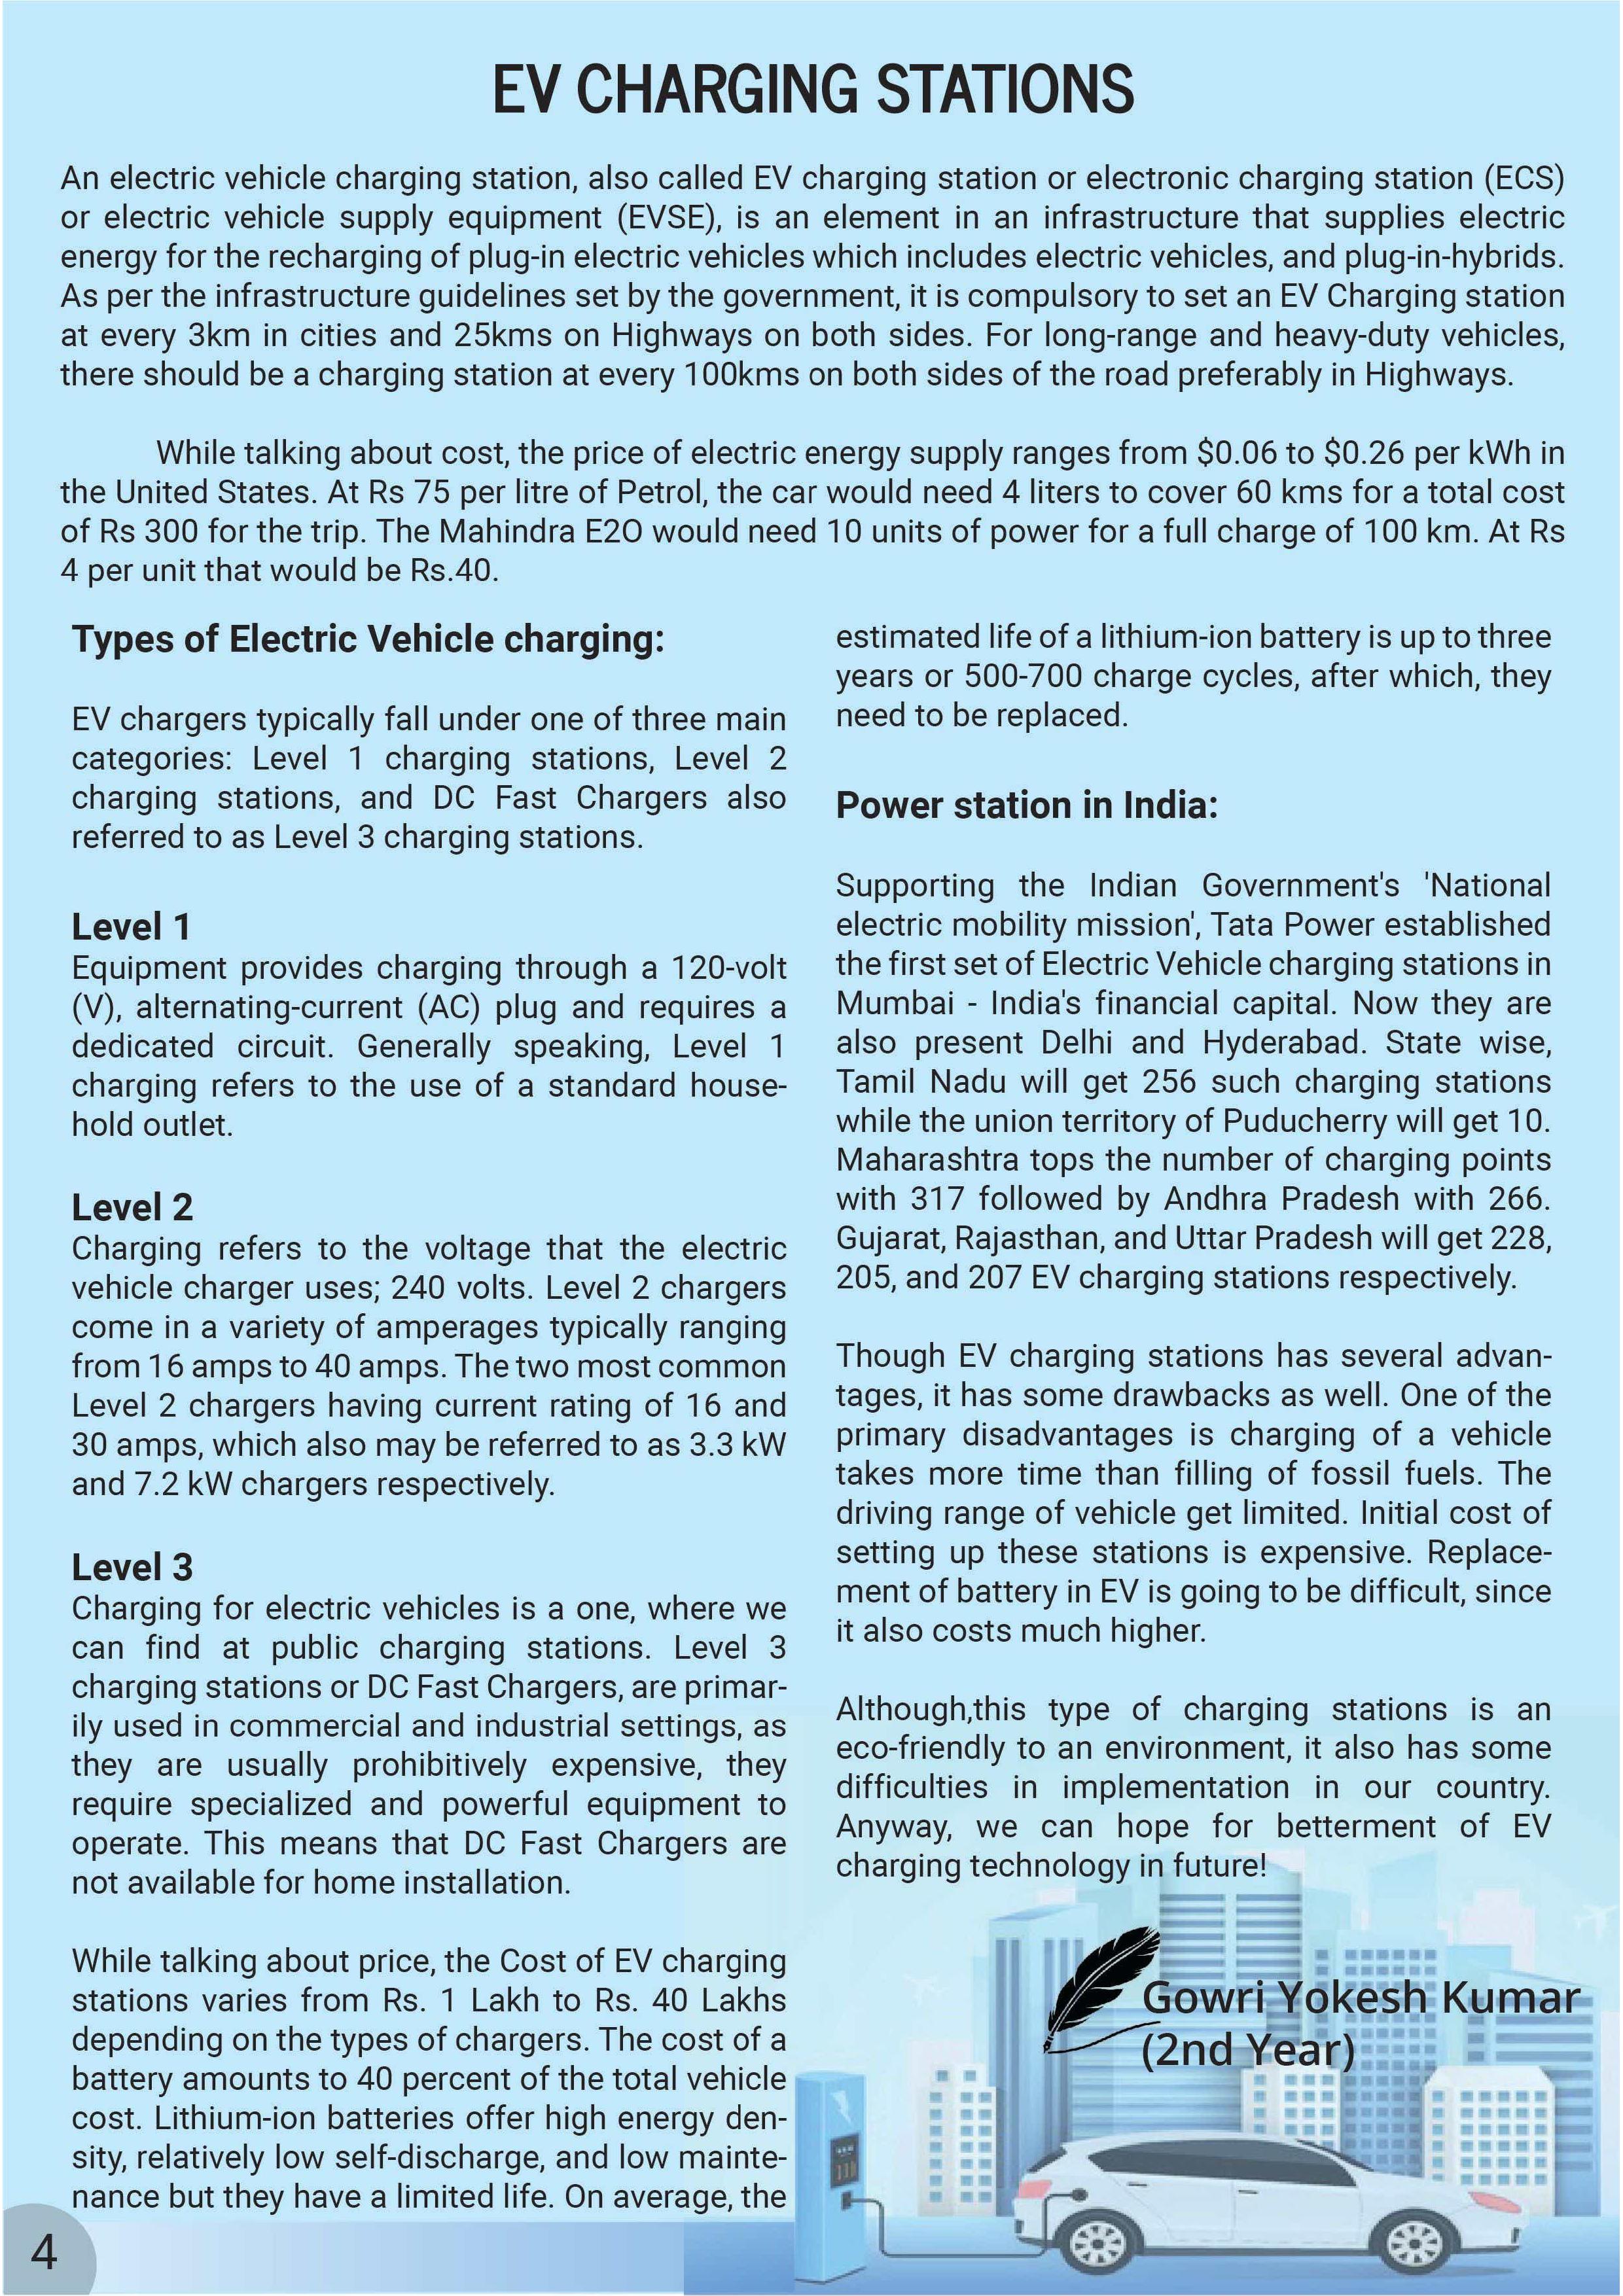 EV CHARGING STATIONS
An electric vehicle charging station, also called EV charging station or electronic charging station (ECS)
or electric vehicle supply equipment (EVSE), is an element in an infrastructure that supplies electric
energy for the recharging of plug-in electric vehicles which includes electric vehicles, and plug-in-hybrids.
As per the infrastructure guidelines set by the government, it is compulsory to set an EV Charging station
at every 3km in cities and 25kms on Highways on both sides. For long-range and heavy-duty vehicles,
there should be a charging station at every 100kms on both sides of the road preferably in Highways.
While talking about cost, the price of electric energy supply ranges from $0.06 to $0.26 per kWh in
the United States. At Rs 75 per litre of Petrol, the car would need 4 liters to cover 60 kms for a total cost
of Rs 300 for the trip. The Mahindra E2O would need 10 units of power for a full charge of 100 km. At Rs
4 per unit that would be Rs.40.
Types of Electric Vehicle charging:
EV chargers typically fall under one of three main
categories: Level 1 charging stations, Level 2
charging stations, and DC Fast Chargers also
referred to as Level 3 charging stations.
Level 1
Equipment provides charging through a 120-volt
(V), alternating-current (AC) plug and requires a
dedicated circuit. Generally speaking, Level 1
charging refers to the use of a standard house-
hold outlet.
Level 2
Charging refers to the voltage that the electric
vehicle charger uses; 240 volts. Level 2 chargers
come in a variety of amperages typically ranging
from 16 amps to 40 amps. The two most common
Level 2 chargers having current rating of 16 and
30 amps, which also may be referred to as 3.3 kW
and 7.2 kW chargers respectively.
Level 3
Charging for electric vehicles is a one, where we
can find at public charging stations. Level 3
charging stations or DC Fast Chargers, are primar-
ily used in commercial and industrial settings, as
they are usually prohibitively expensive, they
require specialized and powerful equipment to
operate. This means that DC Fast Chargers are
not available for home installation.
While talking about price, the Cost of EV charging
stations varies from Rs. 1 Lakh to Rs. 40 Lakhs
depending on the types of chargers. The cost of a
battery amounts to 40 percent of the total vehicle
cost. Lithium-ion batteries offer high energy den-
sity, relatively low self-discharge, and low mainte-
nance but they have a limited life. On average, the
estimated life of a lithium-ion battery is up to three
years or 500-700 charge cycles, after which, they
need to be replaced.
Power station in India:
Supporting the Indian Government's 'National
electric mobility mission', Tata Power established
the first set of Electric Vehicle charging stations in
Mumbai - India's financial capital. Now they are
also present Delhi and Hyderabad. State wise,
Tamil Nadu will get 256 such charging stations
while the union territory of Puducherry will get 10.
Maharashtra tops the number of charging points
with 317 followed by Andhra Pradesh with 266.
Gujarat, Rajasthan, and Uttar Pradesh will get 228,
205, and 207 EV charging stations respectively.
Though EV charging stations has several advan-
tages, it has some drawbacks as well. One of the
primary disadvantages is charging of a vehicle
takes more time than filling of fossil fuels. The
driving range of vehicle get limited. Initial cost of
setting up these stations is expensive. Replace-
ment of battery in EV is going to be difficult, since
it also costs much higher.
Although,this type of charging stations is an
eco-friendly to an environment, it also has some
difficulties in implementation in our country.
Anyway, we can hope for betterment of EV
charging technology in future!
Gowri Yokesh Kumar
(2nd Year)
4